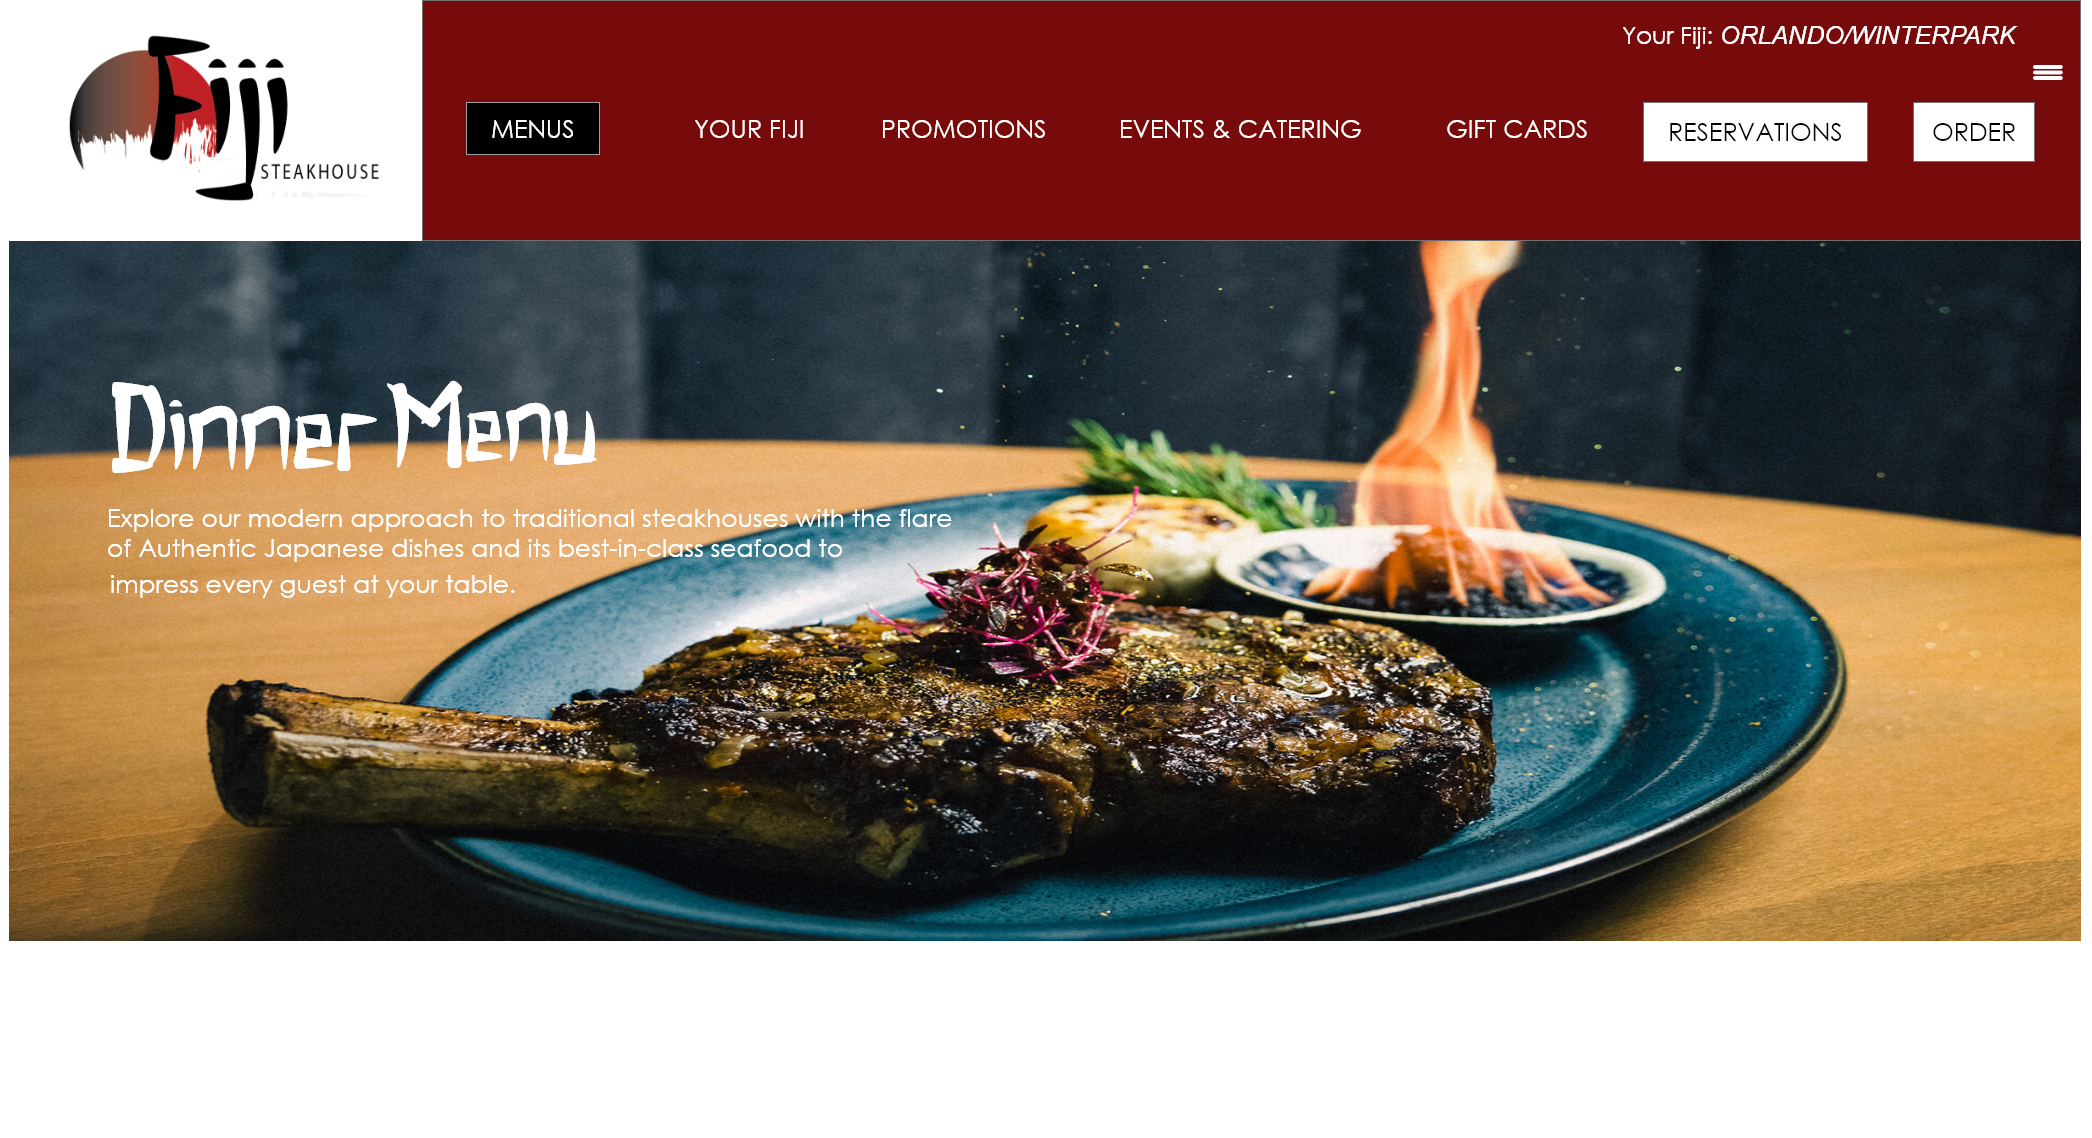 Fiji
STEAKHOUSE
Your Fiji: ORLANDO/WINTERPARK
MENUS
YOUR FIJI
PROMOTIONS
EVENTS & CATERING
GIFT CARDS
RESERVATIONS
ORDER
Dinner Menu
Explore our modern approach to traditional steakhouses with the flare
of Authentic Japanese dishes and its best-in-class seafood to
impress every guest at your table.